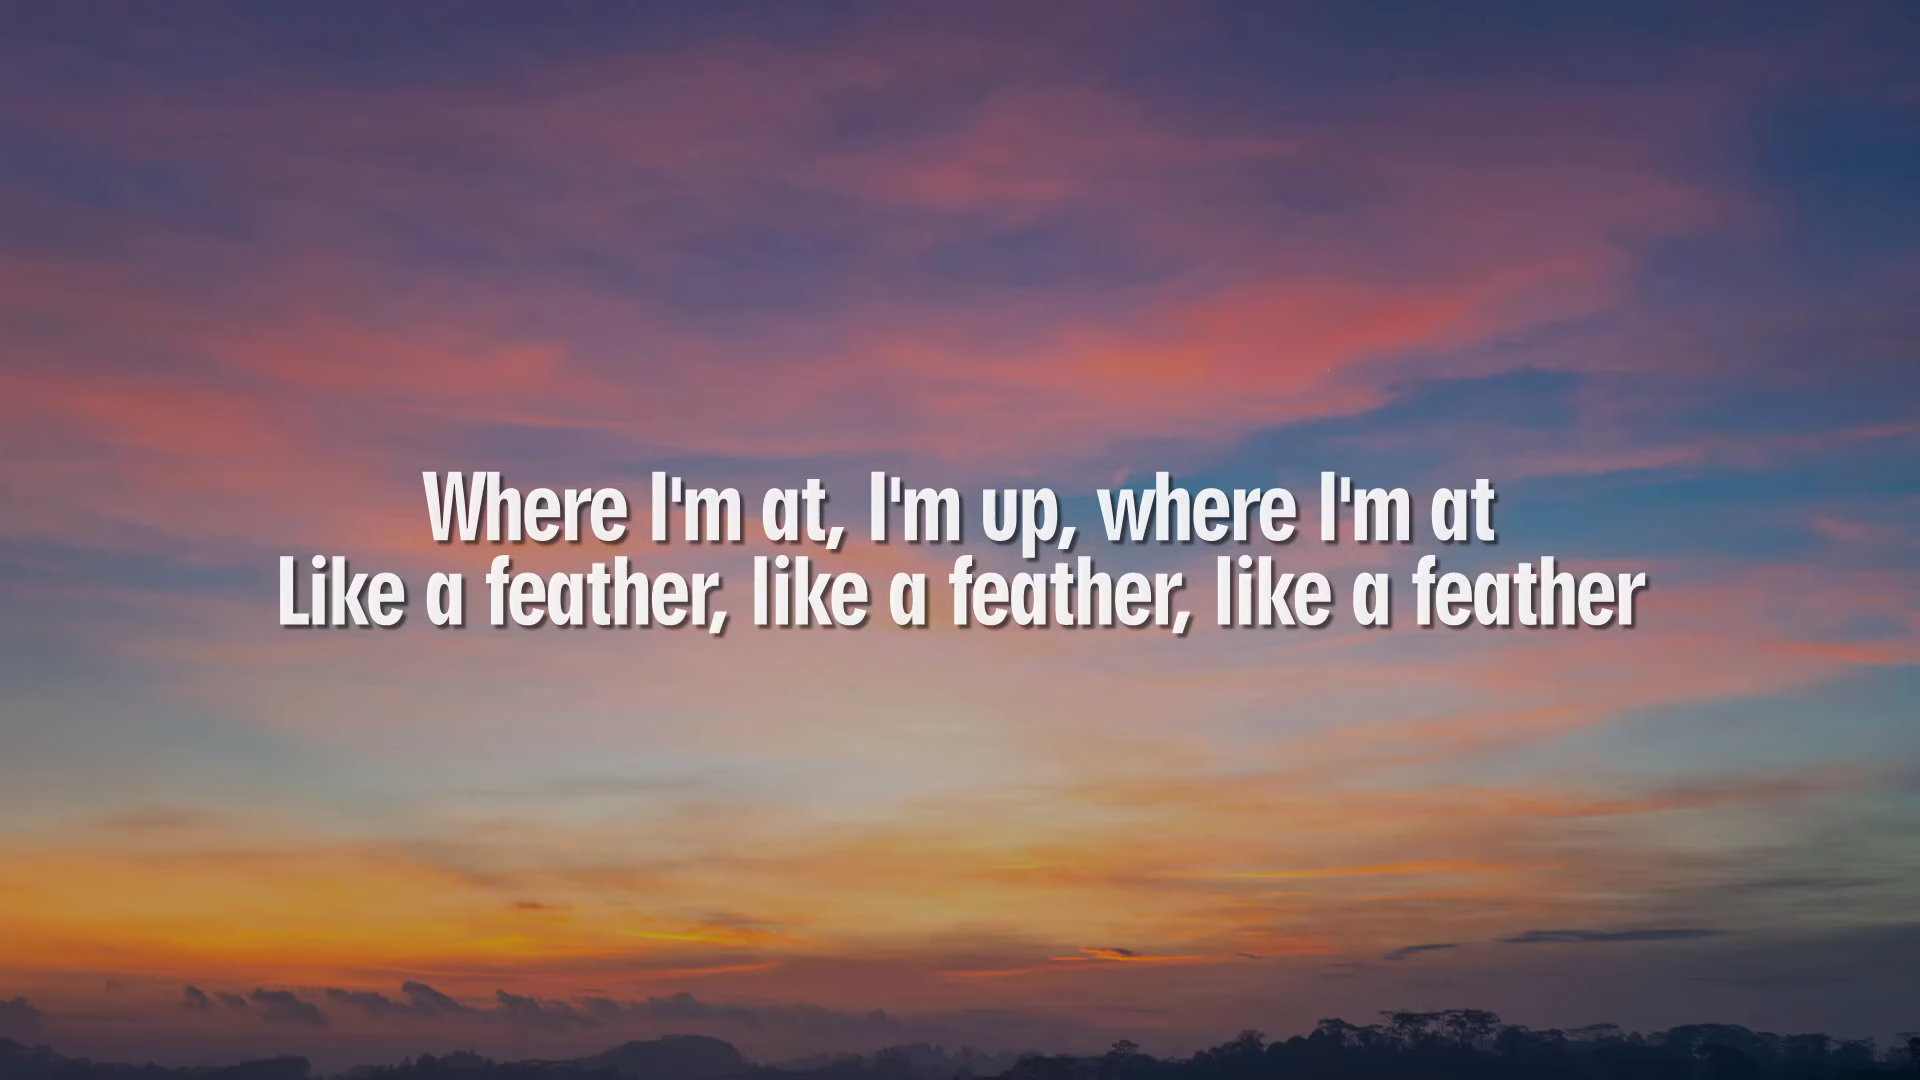 Where I'm at, I'm up, where I'm at
Like a feather, like a feather, like a feather